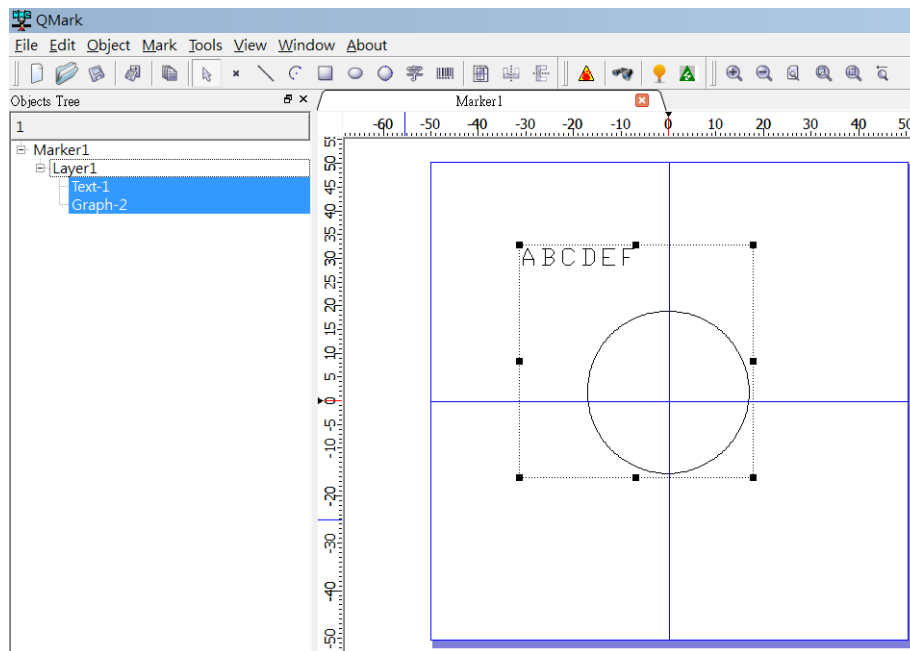 QMark
File Edit Object Mark Tools View Window About
字
Objects Tree
Marker1
-60 -50 -40 -30 -20 -10 0 10 20 30 40 50
1
Marker1
Layer1
Text-1
Graph-2
55
50
45
40
35
30
25
20
15
10
5
0
-5
-10
-20
-30
-40
-50
ABCDEF